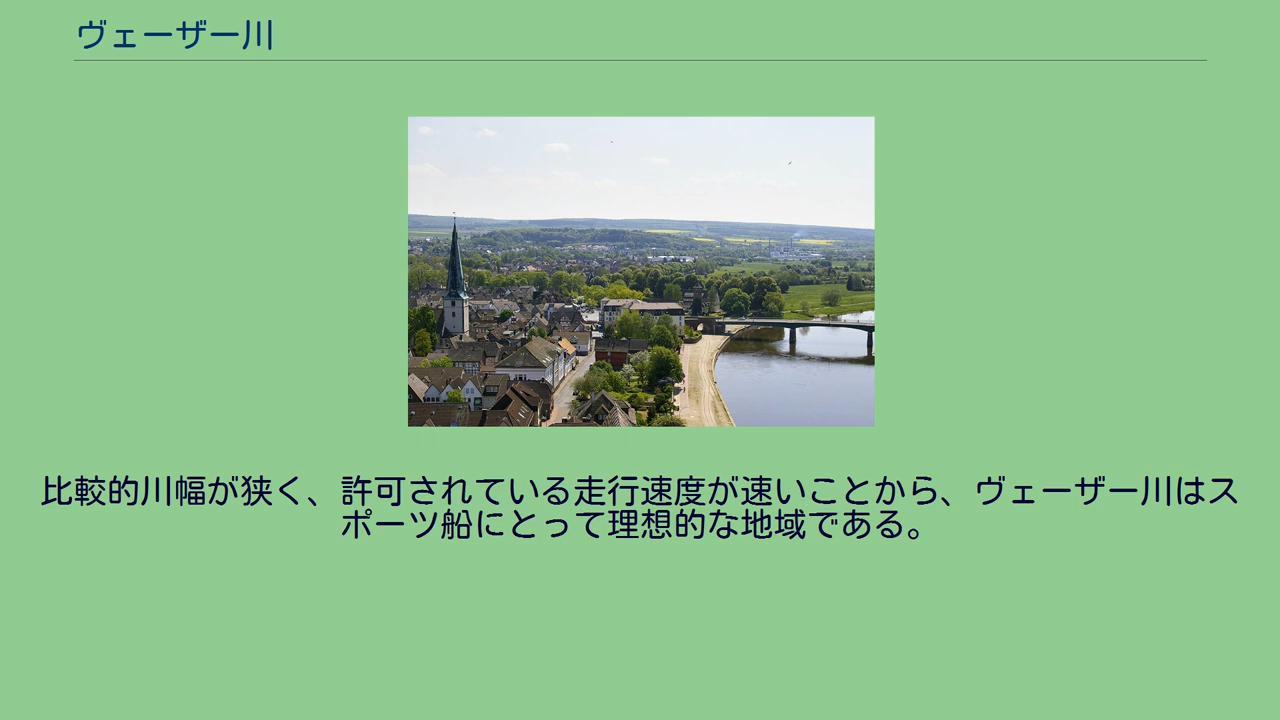 ヴェーザー川
比較的川幅が狭く、許可されている走行速度が速いことから、ヴェーザー川はス
ポーツ船にとって理想的な地域である。